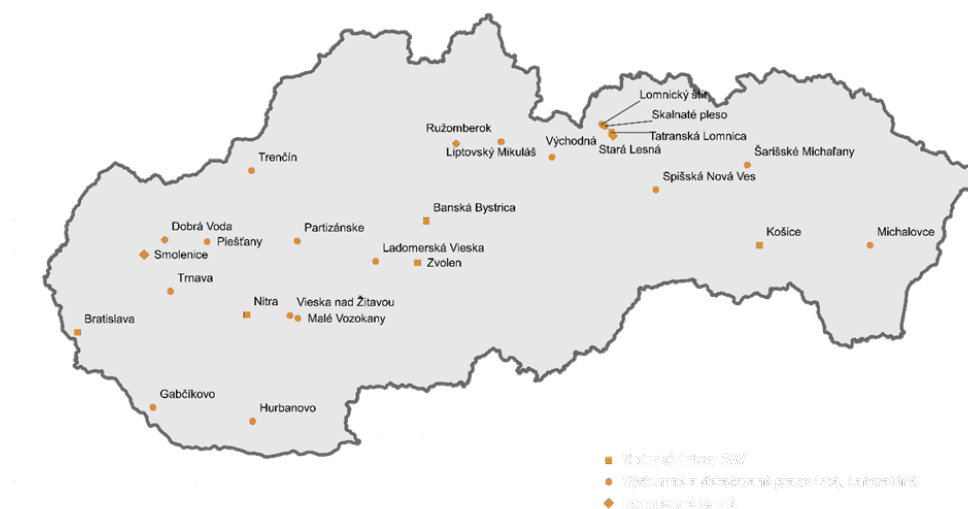 Lomnický štít
Skalnaté pleso
Ružomberok
Tatranská Lomnica
Východná
Liptovský Mikuláš
Stará Lesná
Šarišské Michaľany
Trenčín
Spišská Nová Ves
Banská Bystrica
Dobrá Voda
Partizánske
Košice
Michalovce
Piešťany
Ladomerská Vieska
Smolenice
Zvolen
Trnava
Nitra
Vieska nad Žitavou
Malé Vozokany
Bratislava
Gabčíkovo
Hurbanovo
pracoviská, Laboratóriá